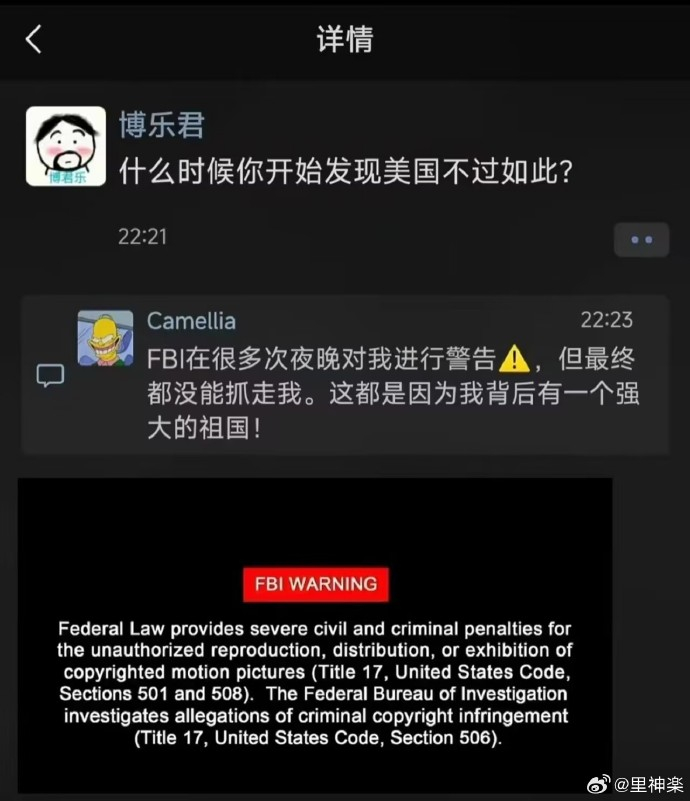 详情
博乐君
什么时候你开始发现美国不过如此？
博君乐
22:21
Camellia
22:23
FBI在很多次夜晚对我进行警告⚠️，但最终
都没能抓走我。这都是因为我背后有一个强
大的祖国！
FBI WARNING
Federal Law provides severe civil and criminal penalties for
the unauthorized reproduction, distribution, or exhibition of
copyrighted motion pictures (Title 17, United States Code,
Sections 501 and 508). The Federal Bureau of Investigation
investigates allegations of criminal copyright infringement
(Title 17, United States Code, Section 506).
@里神楽